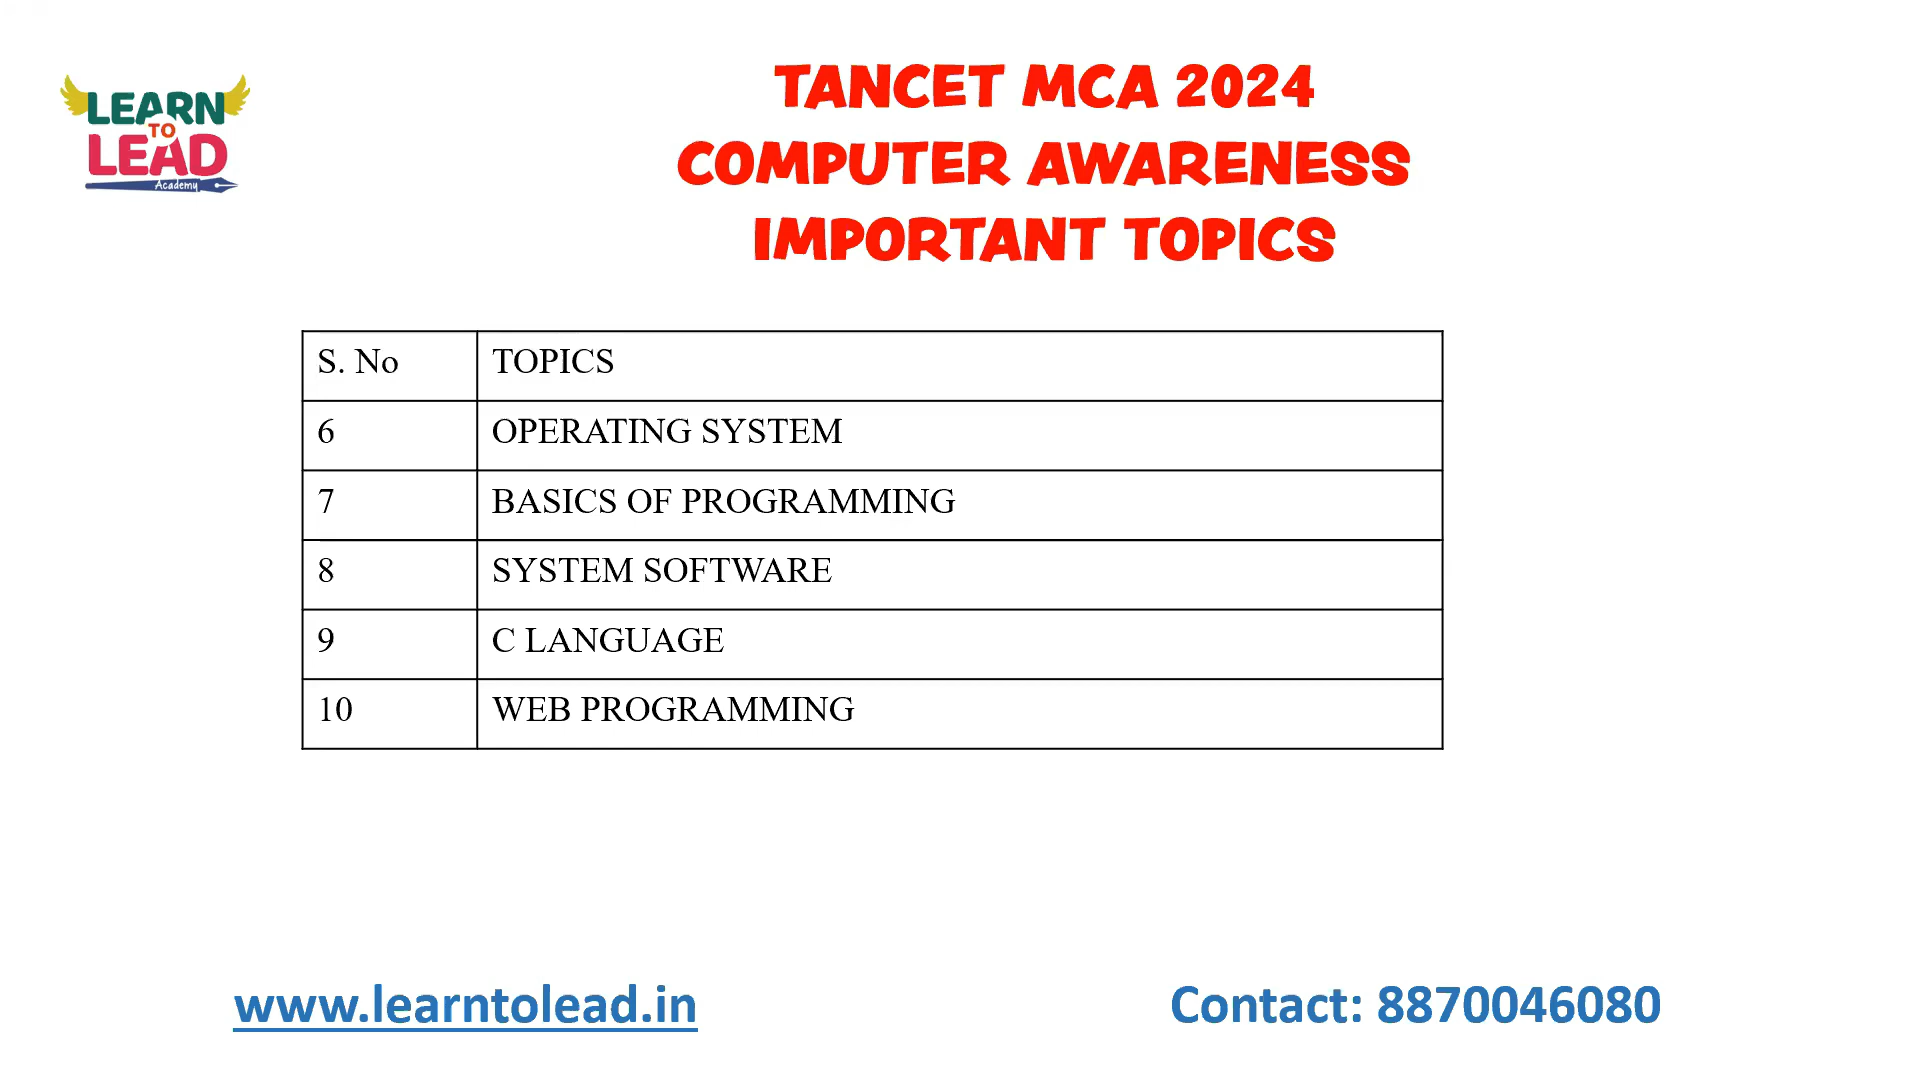 LEARN
TO
LEAD
Academy
TANCET MCA 2024
COMPUTER AWARENESS
IMPORTANT TOPICS
S. No TOPICS
6 OPERATING SYSTEM
7 BASICS OF PROGRAMMING
8 SYSTEM SOFTWARE
9 C LANGUAGE
10 WEB PROGRAMMING
www.learntolead.in Contact: 8870046080